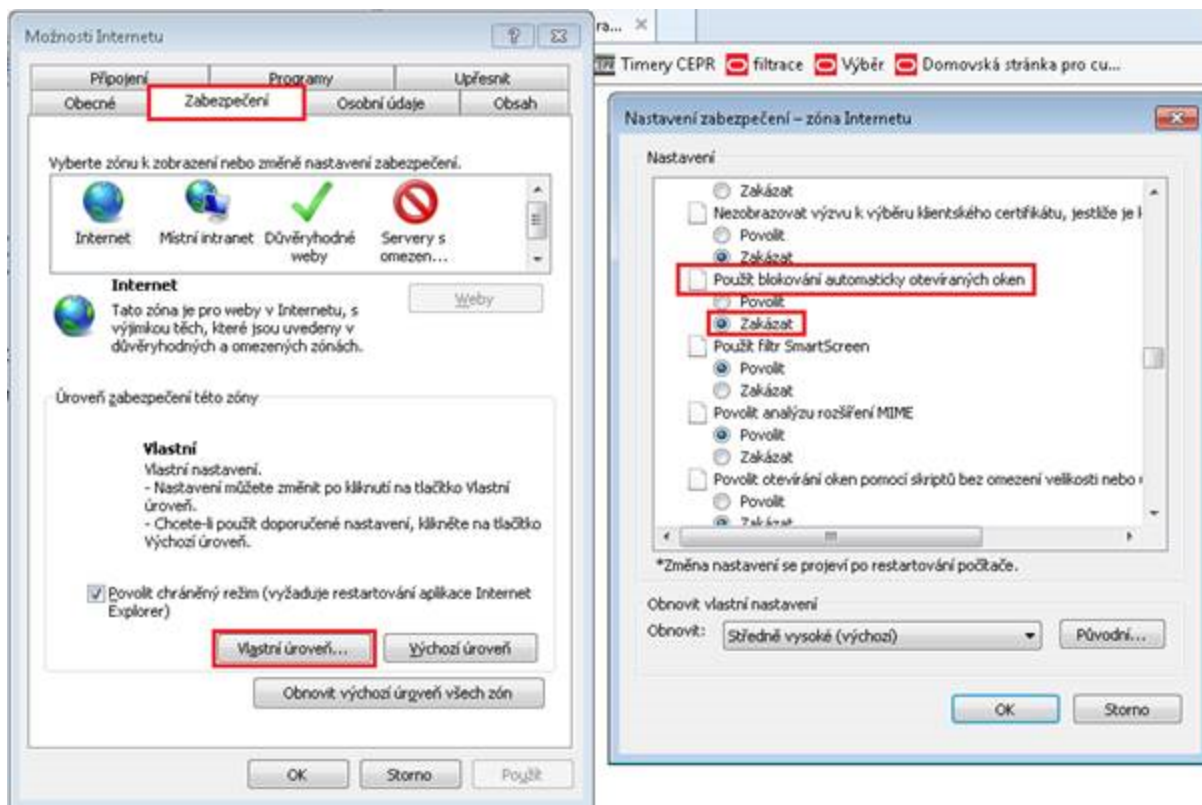 Možnosti Internetu
Připojení Programy Upřesnit
Obecné Zabezpečení Osobní údaje Obsah
Vyberte zónu k zobrazení nebo změně nastavení zabezpečení.
Internet Místní intranet Důvěryhodné weby Servery s omezen...
Internet
Tato zóna je pro weby v Internetu, s
výjimkou těch, které jsou uvedeny v
důvěryhodných a omezených zónách.
Weby
Úroveň zabezpečení této zóny
Vlastní
Vlastní nastavení.
- Nastavení můžete změnit po kliknutí na tlačítko Vlastní
úroveň.
- Chcete-li použít doporučené nastavení, klikněte na tlačítko
Výchozí úroveň.
Povolit chráněný režim (vyžaduje restartování aplikace Internet
Explorer)
Vlastní úroveň... Výchozí úroveň
Obnovit výchozí úroveň všech zón
OK Storno Použít
ra...
Timery CEPR filtrace Výběr Domovská stránka pro cu...
Nastavení zabezpečení – zóna Internetu
Nastavení
Zakázat
Nezobrazovat výzvu k výběru klientského certifikátu, jestliže je
Povolit
Zakázat
Použít blokování automaticky otevíraných oken
Povolit
Zakázat
Použít filtr SmartScreen
Povolit
Zakázat
Povolit analýzu rozšíření MIME
Povolit
Zakázat
Povolit otevírání oken pomocí skriptů bez omezení velikosti nebo
Povolit
Zakázat
*Změna nastavení se projeví po restartování počítače.
Obnovit vlastní nastavení
Obnovit: Středně vysoké (výchozí) Původní...
OK Storno